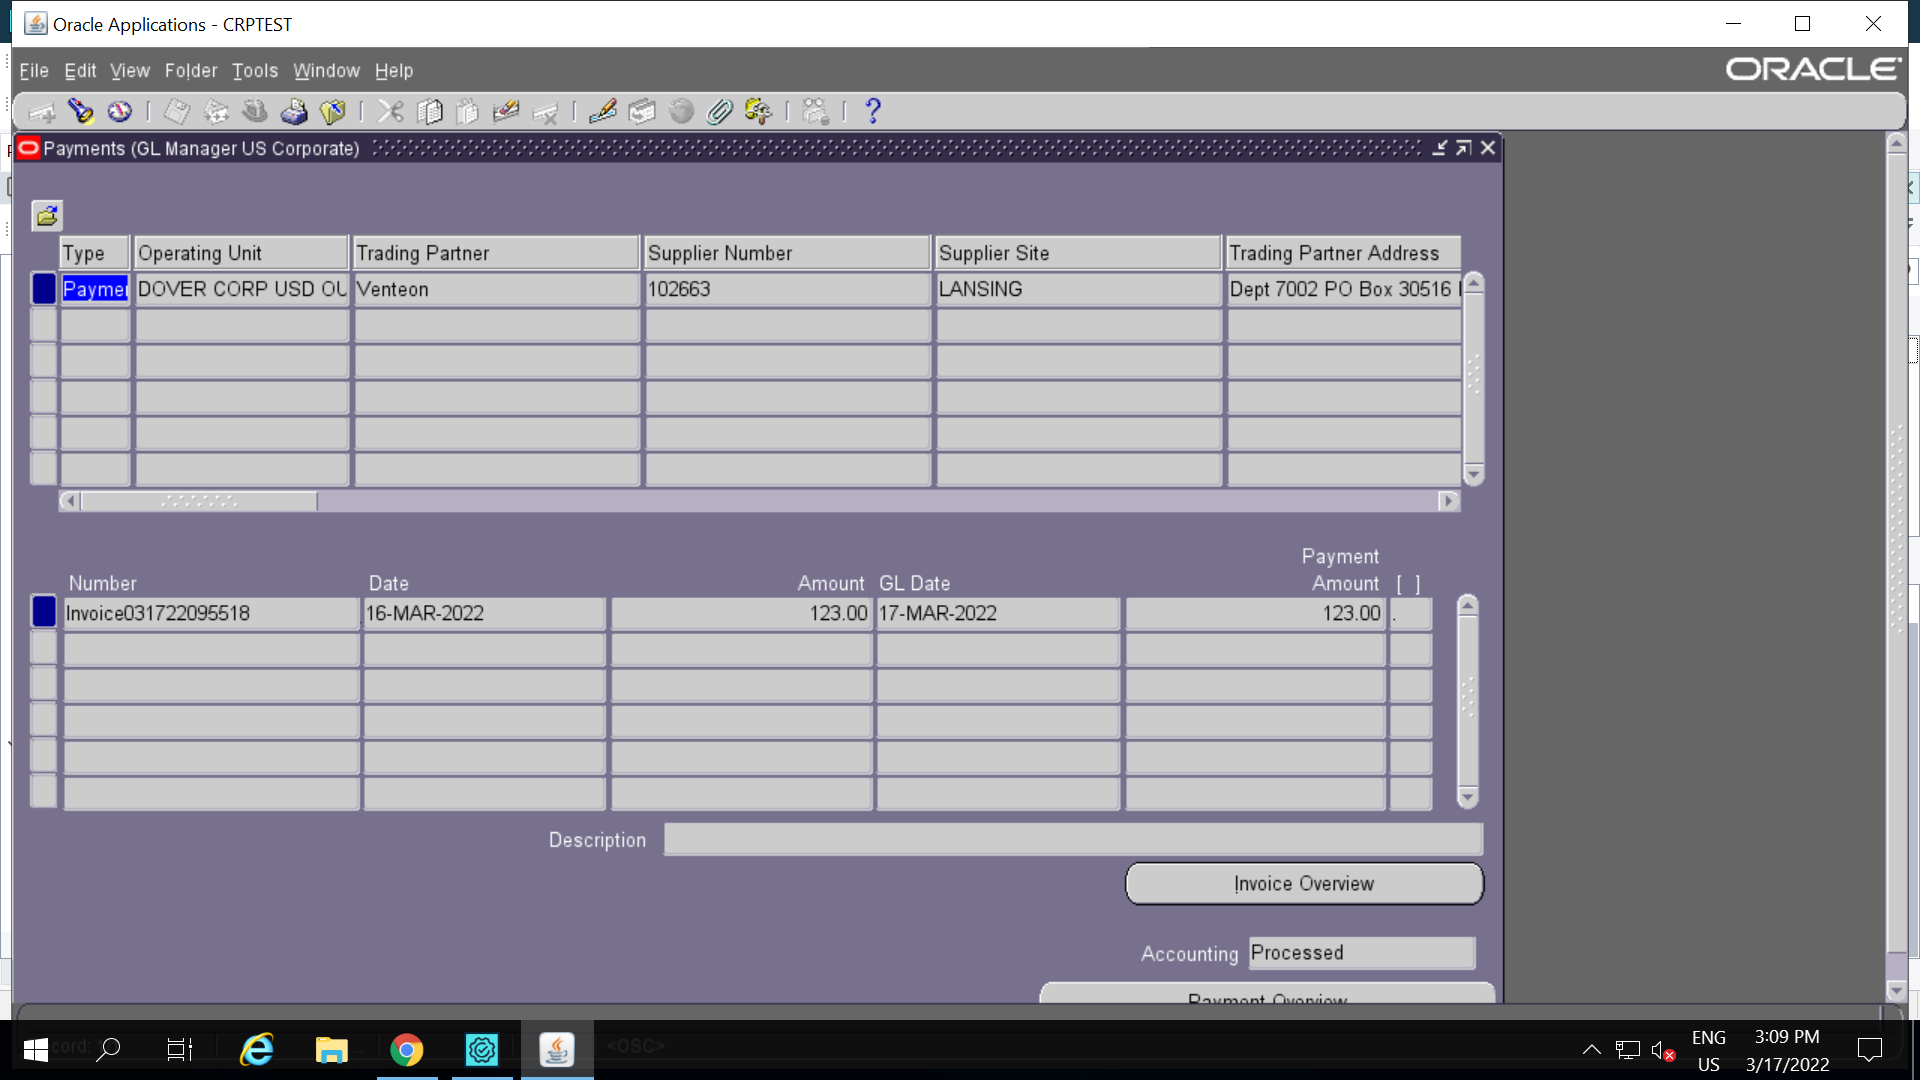 Oracle Applications - CRPTEST
File Edit View Folder Tools Window Help
ORACLE
Payments (GL Manager US Corporate)
Type Operating Unit Trading Partner Supplier Number Supplier Site Trading Partner Address
Paymer DOVER CORP USD OU Venteon 102663 LANSING Dept 7002 PO Box 30516
Payment
Number Date Amount GL Date Amount [ ]
Invoice031722095518 16-MAR-2022 123.00 17-MAR-2022 123.00 .
Description
Invoice Overview
Accounting Processed
Payment Overview
cord: <OSC>
ENG 3:09 PM
US 3/17/2022